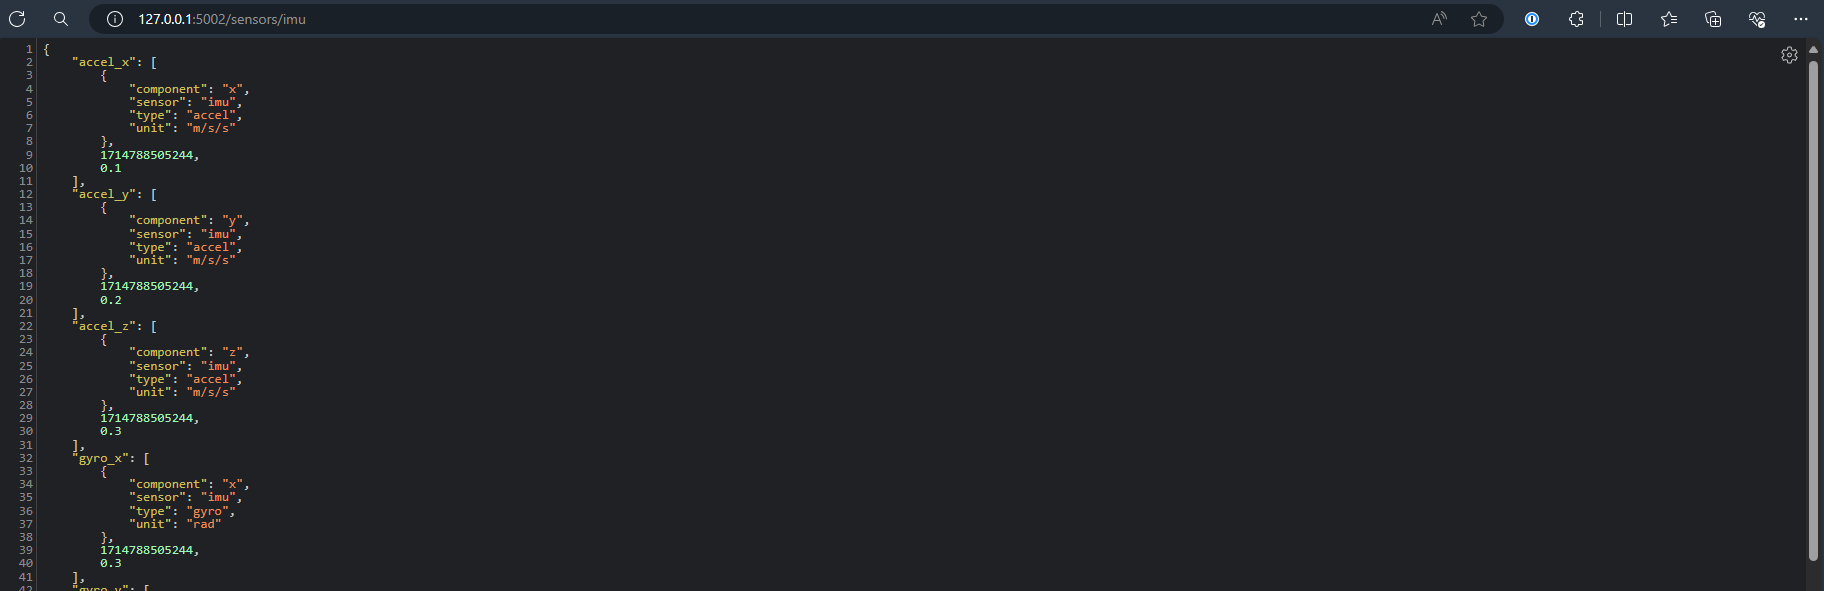 127.0.0.1:5002/sensors/imu
1 {
2 "accel_x": [
3 {
4 "component": "x",
5 "sensor": "imu",
6 "type": "accel",
7 "unit": "m/s/s"
8 },
9 1714788505244,
10 0.1
11 ],
12 "accel_y": [
13 {
14 "component": "y",
15 "sensor": "imu",
16 "type": "accel",
17 "unit": "m/s/s"
18 },
19 1714788505244,
20 0.2
21 ],
22 "accel_z": [
23 {
24 "component": "z",
25 "sensor": "imu",
26 "type": "accel",
27 "unit": "m/s/s"
28 },
29 1714788505244,
30 0.3
31 ],
32 "gyro_x": [
33 {
34 "component": "x",
35 "sensor": "imu",
36 "type": "gyro",
37 "unit": "rad"
38 },
39 1714788505244,
40 0.3
41 ],
42 "gyro_y": [